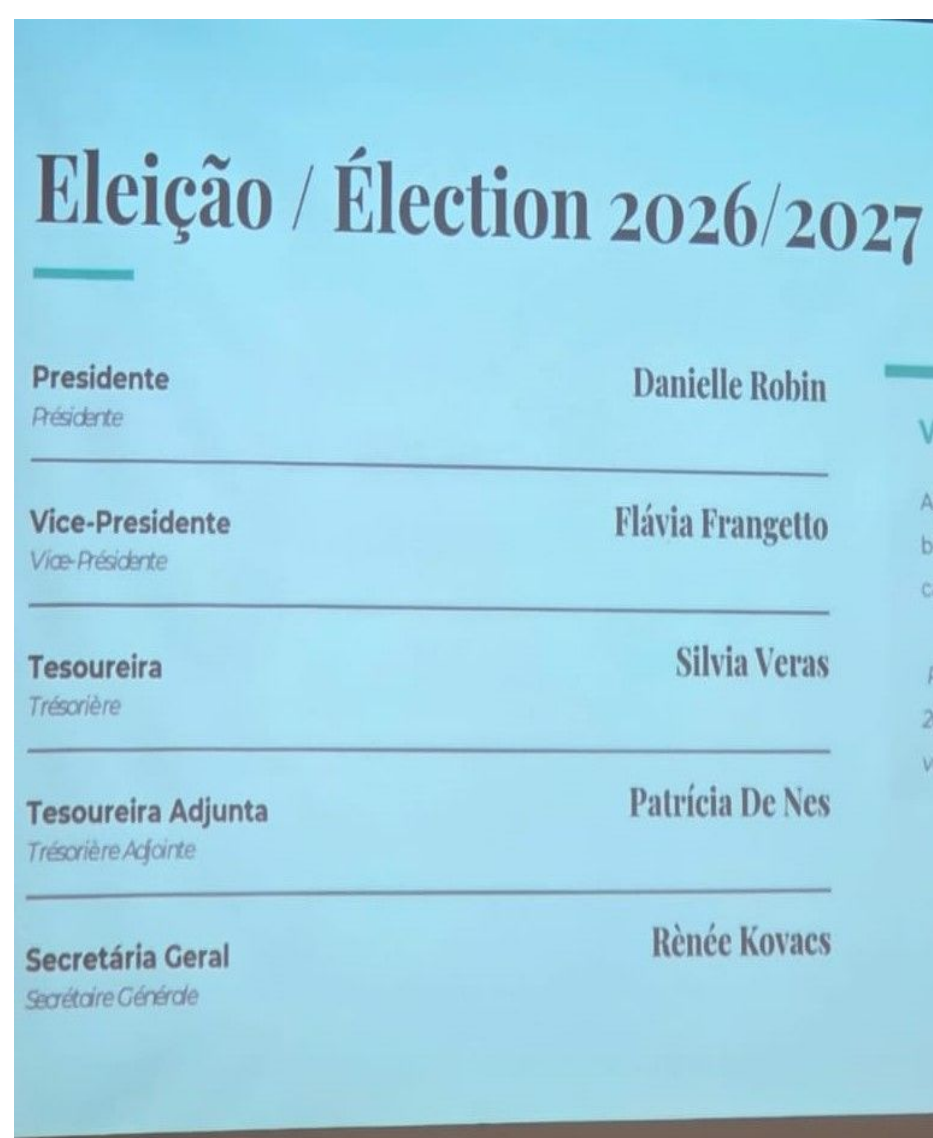 Eleição / Élection 2026/2027
Presidente
Danielle Robin
Présidente
Vice-Presidente
Flávia Frangetto
Vice-Présidente
Tesoureira
Silvia Veras
Trésorière
Tesoureira Adjunta
Patrícia De Nes
Trésorière Adjointe
Secretária Geral
Rènée Kovacs
Secrétaire Générale